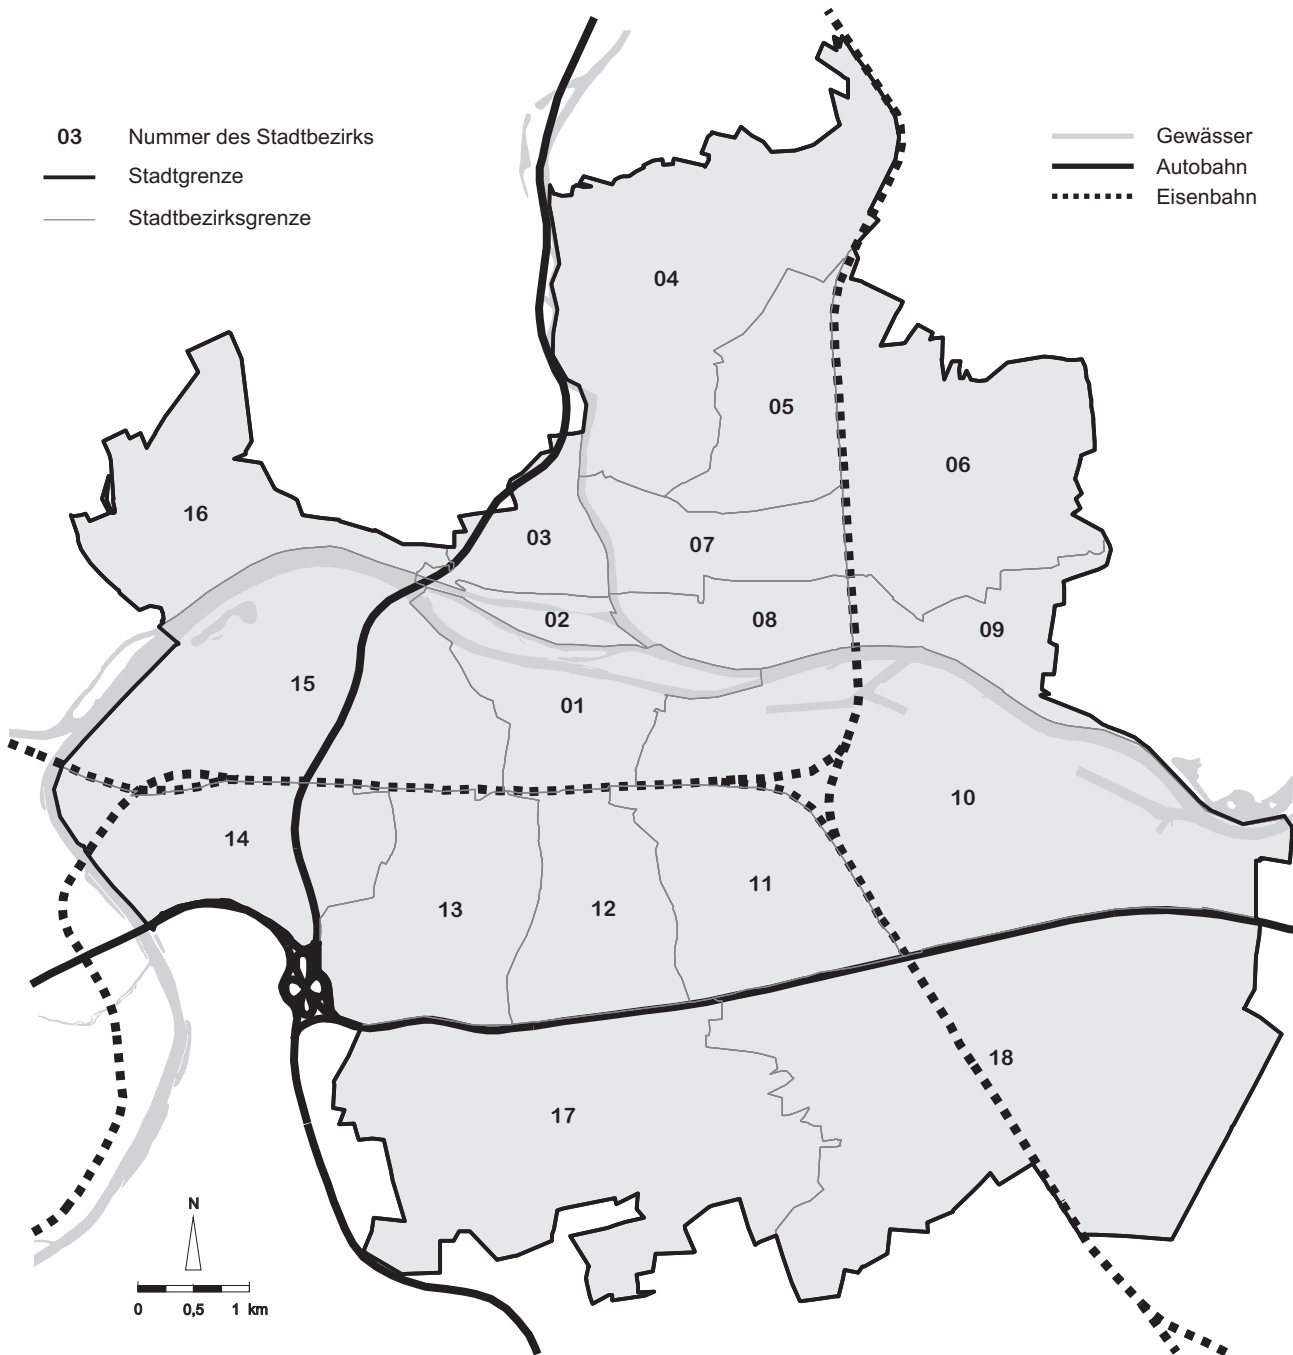 03 Nummer des Stadtbezirks
Stadtgrenze
Stadtbezirksgrenze
Gewässer
Autobahn
Eisenbahn
04
05
06
16
03
07
02
08
09
15
01
10
14
11
13
12
18
17
N
0 0,5 1 km